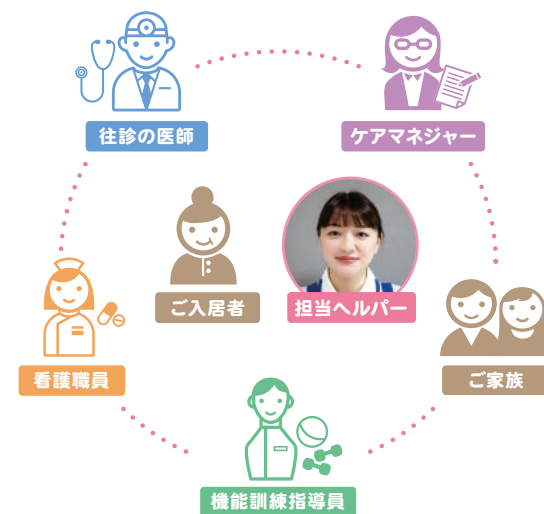 往診の医師
ケアマネジャー
ご入居者
担当ヘルパー
看護職員
ご家族
機能訓練指導員